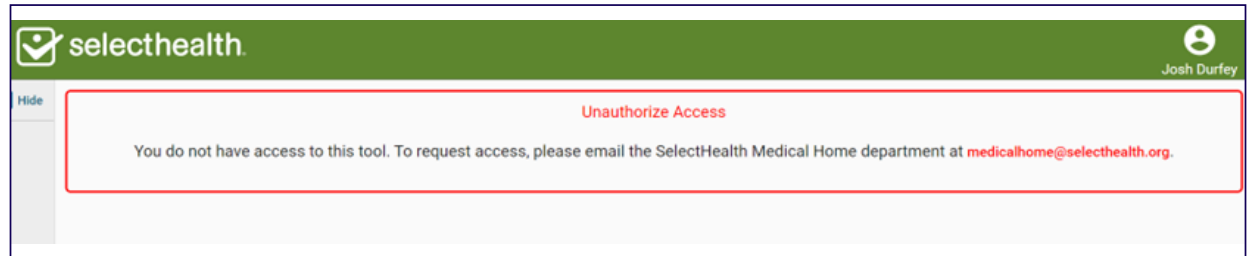 selecthealth.
Josh Durfey
Hide
Unauthorize Access
You do not have access to this tool. To request access, please email the SelectHealth Medical Home department at medicalhome@selecthealth.org.